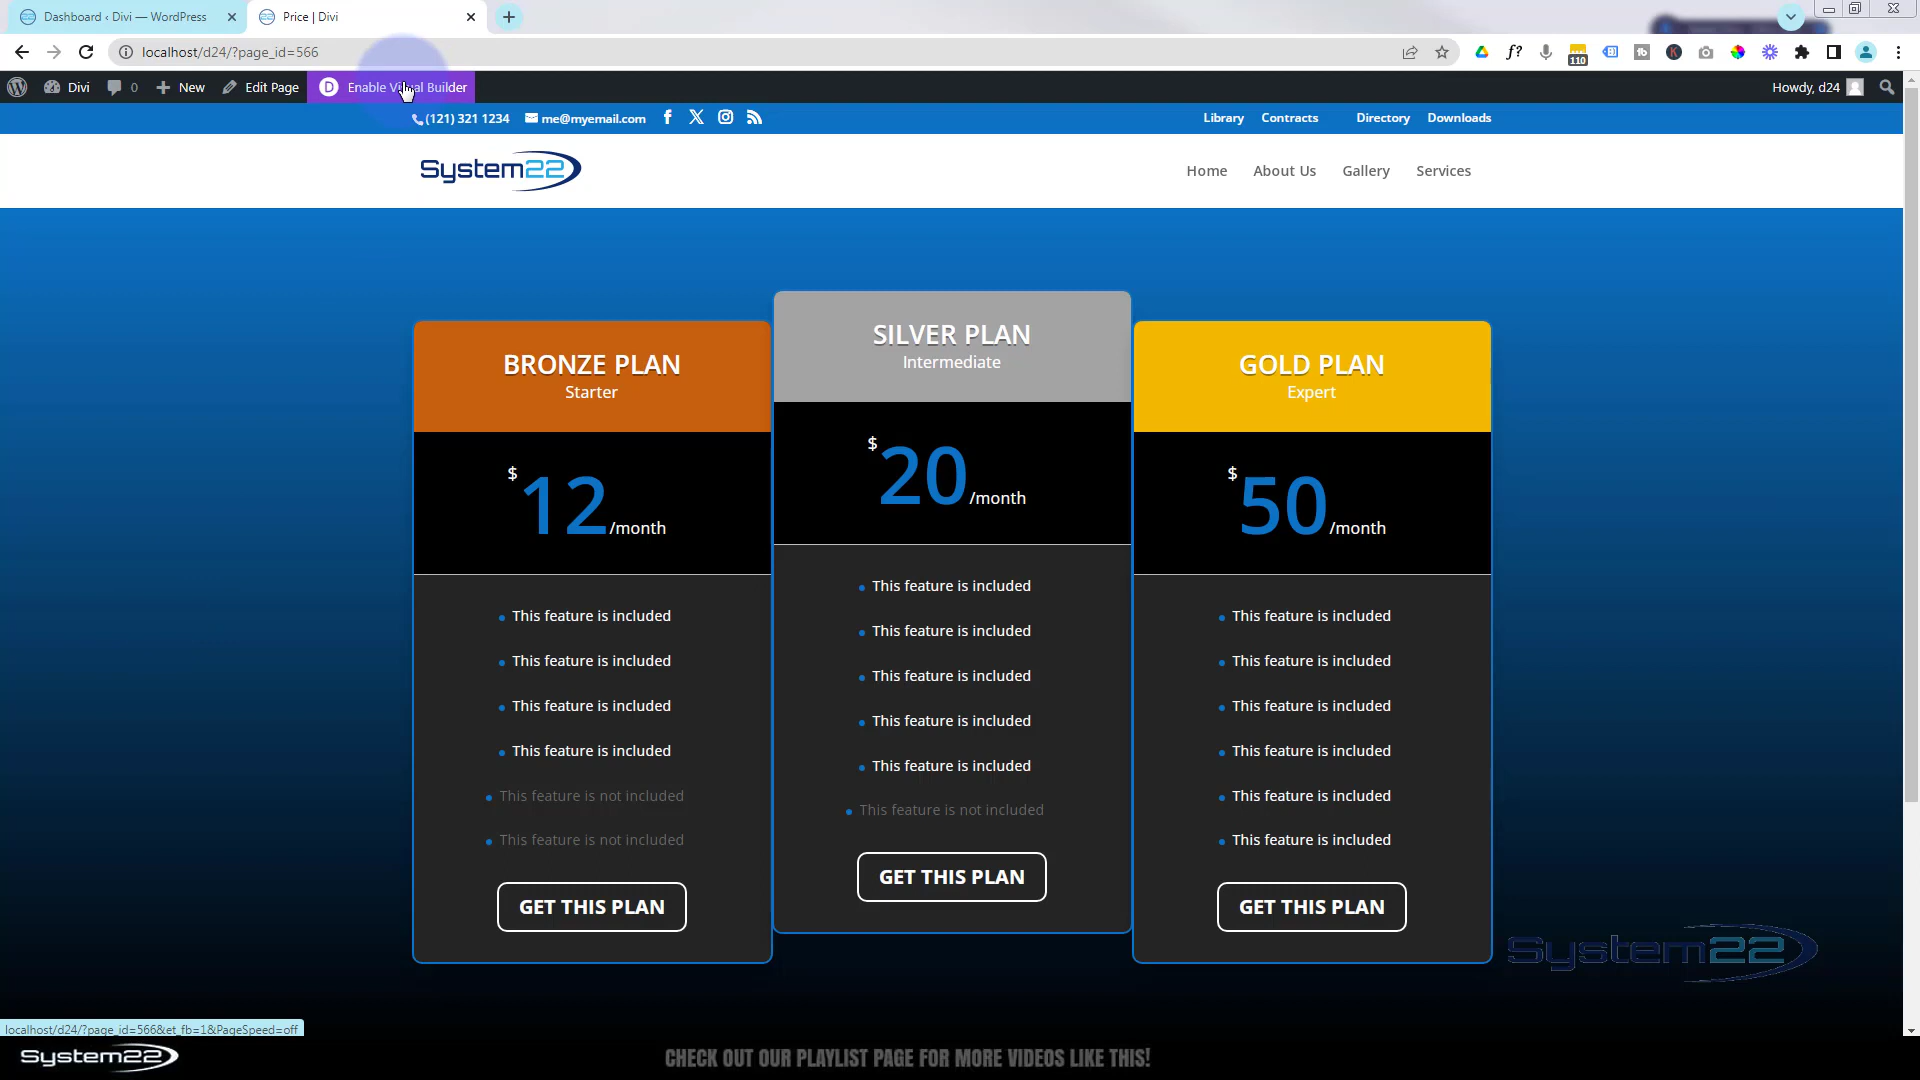 Dashboard ‹ Divi — WordPress
Price | Divi
localhost/d24/?page_id=566
110
Divi
0
New
Edit Page
Enable Visual Builder
Howdy, d24
(121) 321 1234
me@myemail.com
Library
Contracts
Directory
Downloads
System22
Home
About Us
Gallery
Services
BRONZE PLAN
Starter
$
12
/month
This feature is included
This feature is included
This feature is included
This feature is included
This feature is not included
This feature is not included
GET THIS PLAN
SILVER PLAN
Intermediate
$
20
/month
This feature is included
This feature is included
This feature is included
This feature is included
This feature is included
This feature is not included
GET THIS PLAN
GOLD PLAN
Expert
$
50
/month
This feature is included
This feature is included
This feature is included
This feature is included
This feature is included
This feature is included
GET THIS PLAN
System22
localhost/d24/?page_id=566&et_fb=1&PageSpeed=off
System22
CHECK OUT OUR PLAYLIST PAGE FOR MORE VIDEOS LIKE THIS!